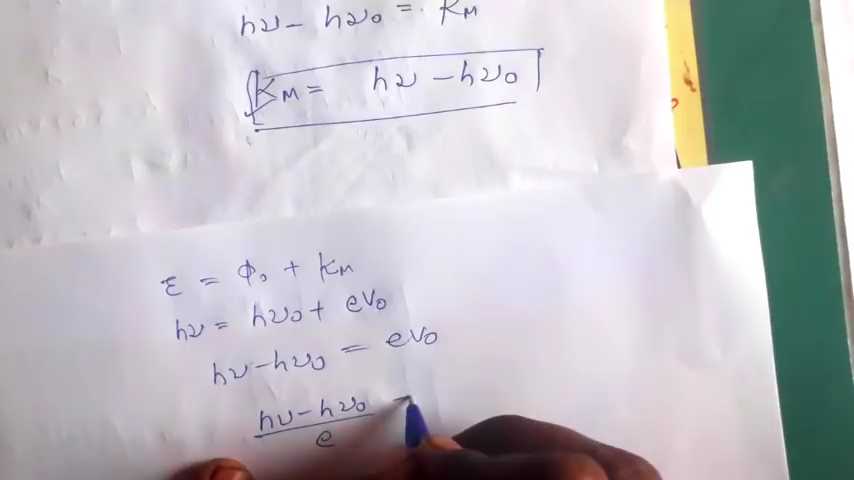 hν - hν₀ = K_M
K_M = hν - hν₀
E = Φ₀ + K_M
hν = hν₀ + eV₀
hν - hν₀ = eV₀
hν - hν₀ / e =